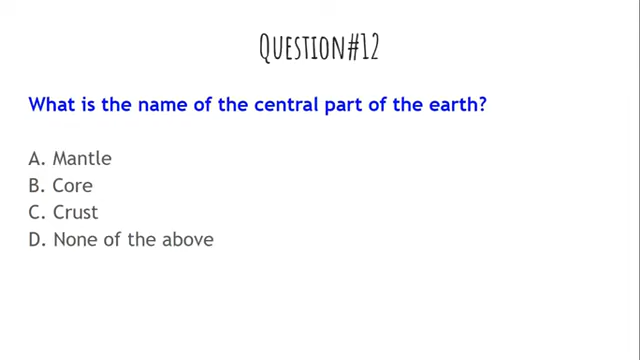 Question#12
What is the name of the central part of the earth?
A. Mantle
B. Core
C. Crust
D. None of the above